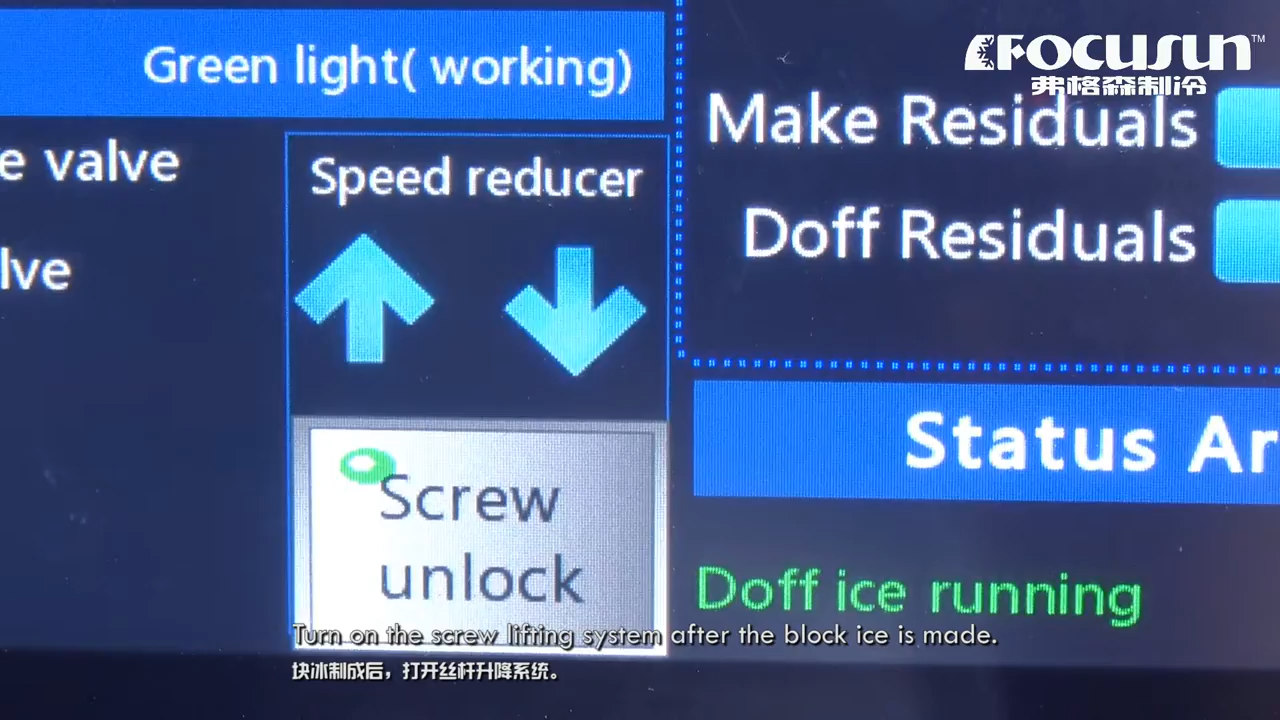 FOCUSUN™
弗格森制冷
Green light( working)
e valve
lve
Speed reducer
Make Residuals
Doff Residuals
Screw
unlock
Status Ar
Doff ice running
Turn on the screw lifting system after the block ice is made.
块冰制成后，打开丝杆升降系统。